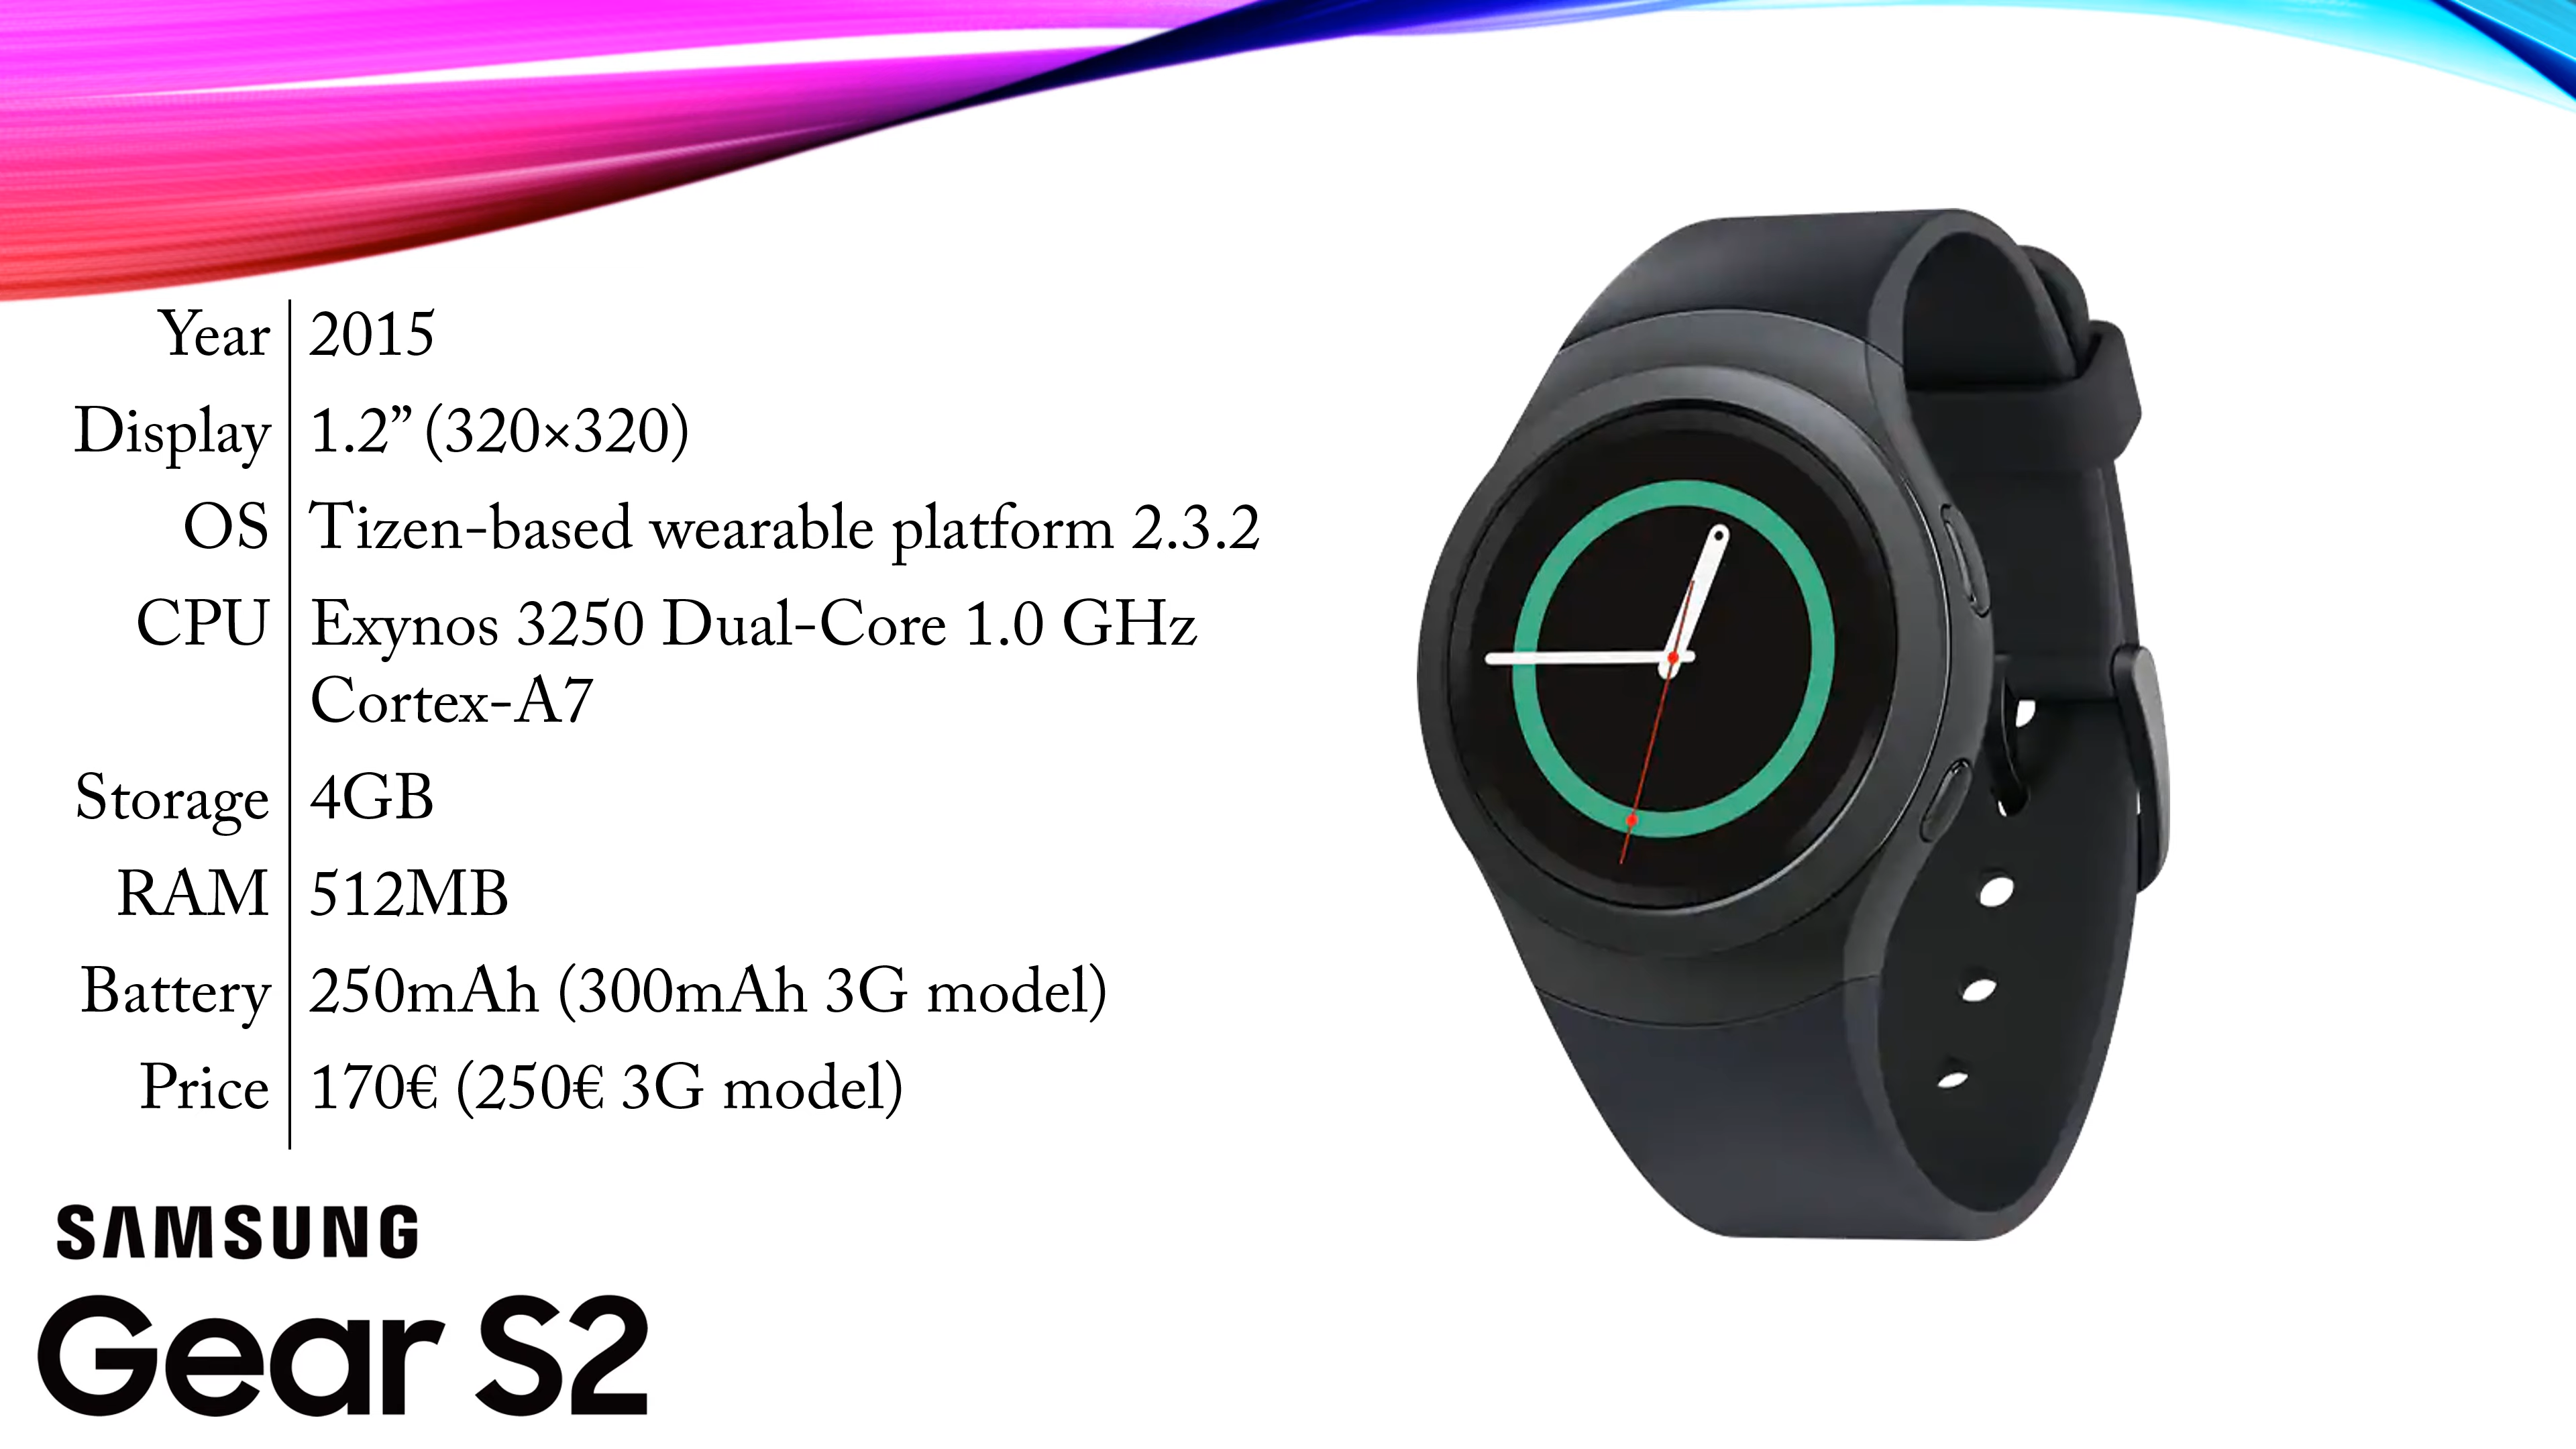 Year 2015
Display 1.2” (320×320)
OS Tizen-based wearable platform 2.3.2
CPU Exynos 3250 Dual-Core 1.0 GHz
Cortex-A7
Storage 4GB
RAM 512MB
Battery 250mAh (300mAh 3G model)
Price 170€ (250€ 3G model)
SAMSUNG
Gear S2